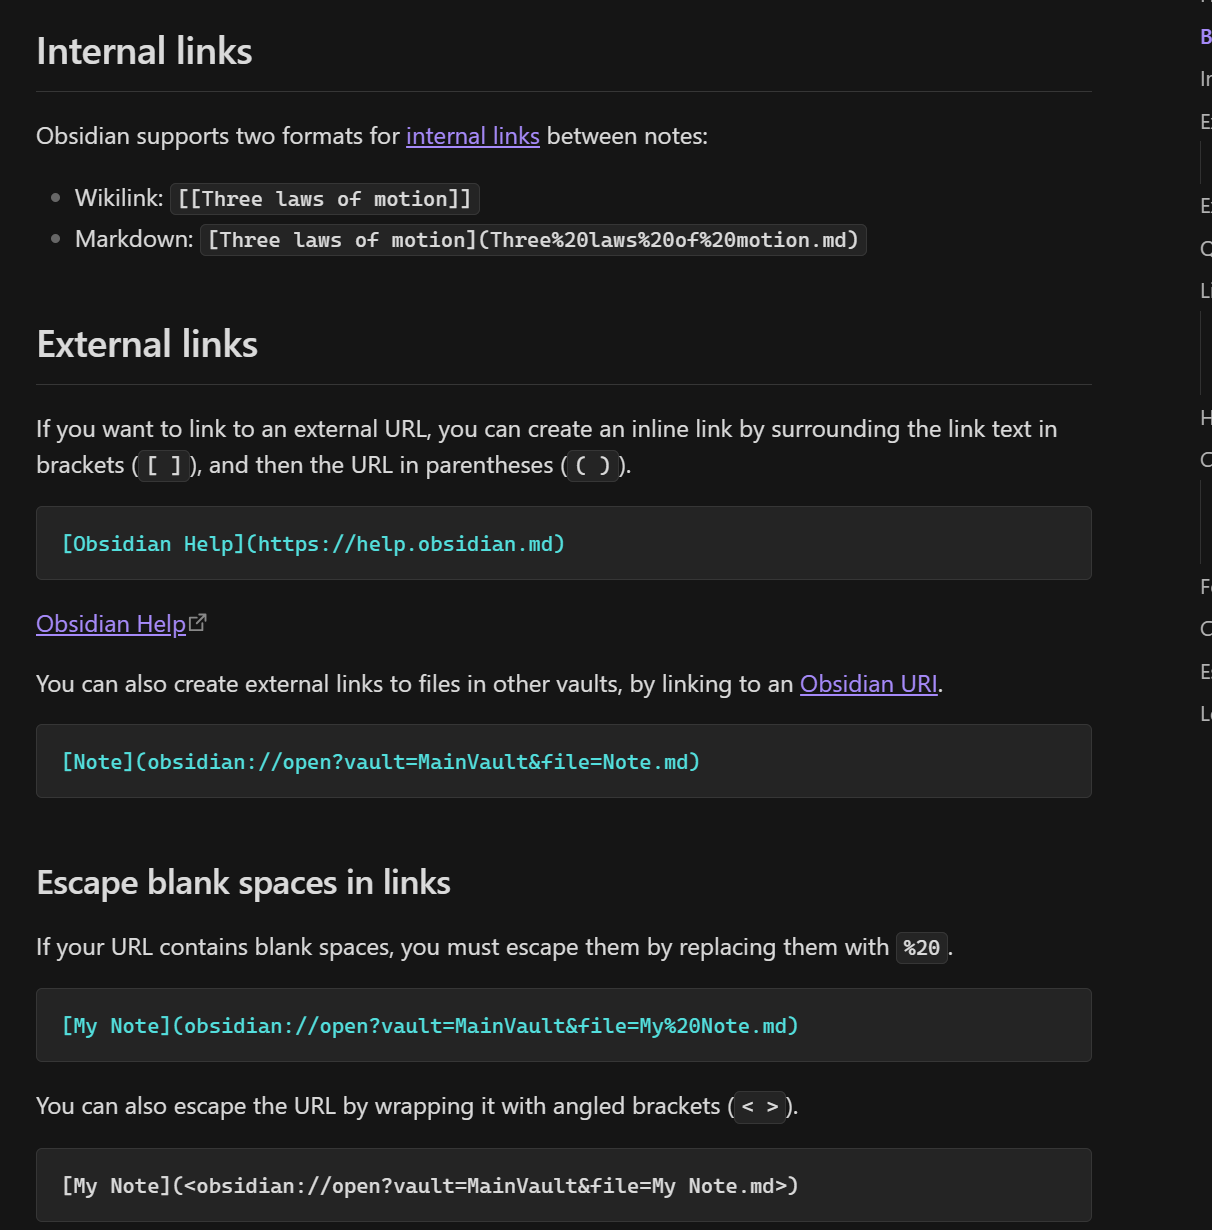 Internal links
Obsidian supports two formats for internal links between notes:
Wikilink: [[Three laws of motion]]
Markdown: [Three laws of motion](Three%20laws%20of%20motion.md)
External links
If you want to link to an external URL, you can create an inline link by surrounding the link text in
brackets ([ ]), and then the URL in parentheses (( )).
[Obsidian Help](https://help.obsidian.md)
Obsidian Help
You can also create external links to files in other vaults, by linking to an Obsidian URI.
[Note](obsidian://open?vault=MainVault&file=Note.md)
Escape blank spaces in links
If your URL contains blank spaces, you must escape them by replacing them with %20.
[My Note](obsidian://open?vault=MainVault&file=My%20Note.md)
You can also escape the URL by wrapping it with angled brackets (< >).
[My Note](<obsidian://open?vault=MainVault&file=My Note.md>)